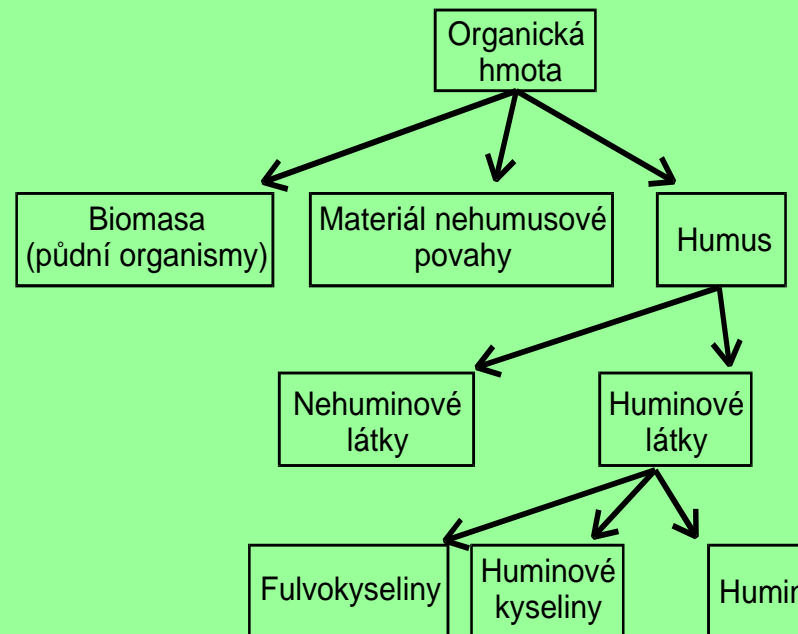 Organická
hmota
Biomasa
(půdní organismy)
Materiál nehumusové
povahy
Humus
Nehuminové
látky
Huminové
látky
Fulvokyseliny
Huminové
kyseliny